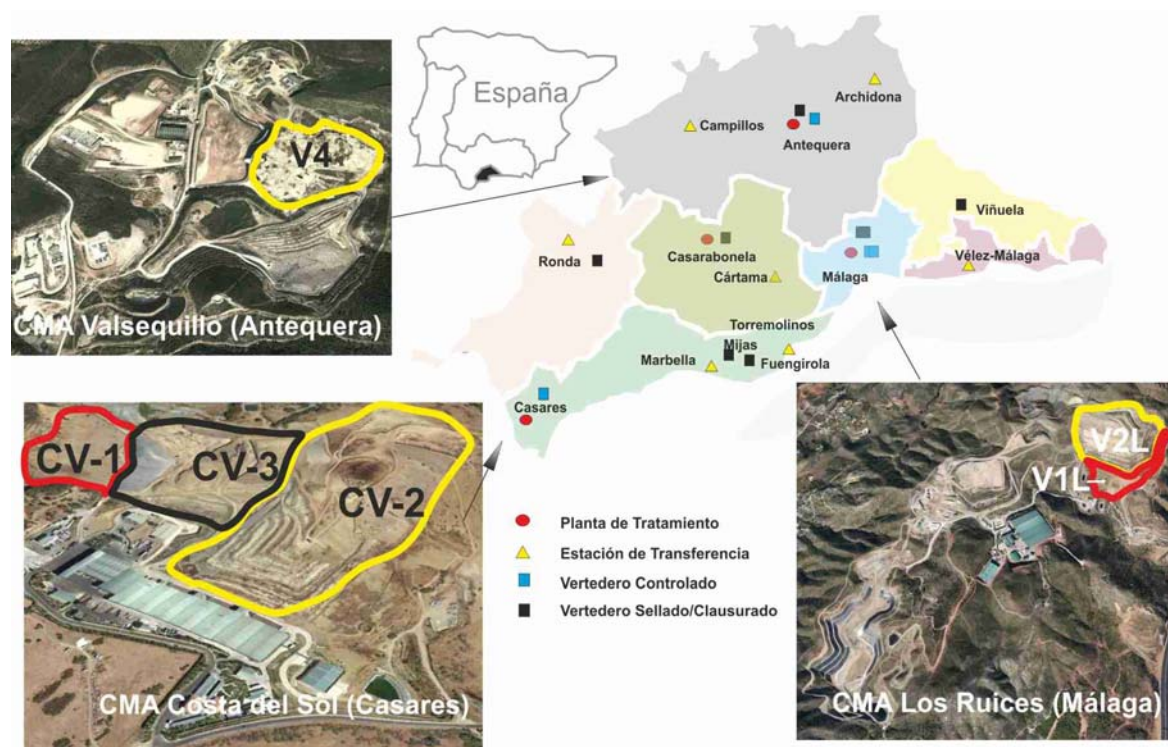 España
Archidona
Campillos
Antequera
V4
Viñuela
Ronda
Casarabonela
Málaga
Vélez-Málaga
Cártama
CMA Valsequillo (Antequera)
Torremolinos
Mijas
Marbella
Fuengirola
Casares
CV-1
CV-3
CV-2
V2L
V1L
Planta de Tratamiento
Estación de Transferencia
Vertedero Controlado
Vertedero Sellado/Clausurado
CMA Costa del Sol (Casares)
CMA Los Ruices (Málaga)